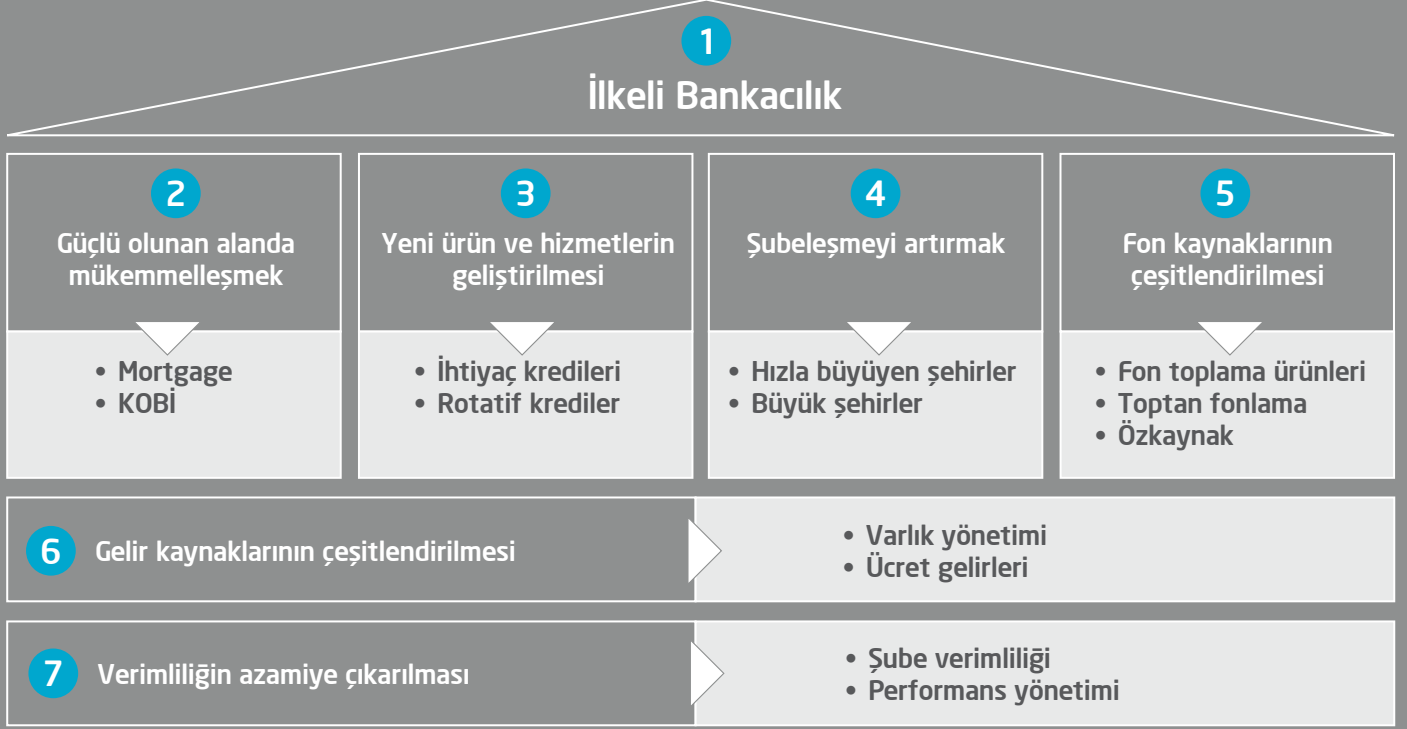 1
İlkeli Bankacılık
2
Güçlü olunan alanda
mükemmelleşmek
• Mortgage
• KOBİ
3
Yeni ürün ve hizmetlerin
geliştirilmesi
• İhtiyaç kredileri
• Rotatif krediler
4
Şubeleşmeyi artırmak
• Hızla büyüyen şehirler
• Büyük şehirler
5
Fon kaynaklarının
çeşitlendirilmesi
• Fon toplama ürünleri
• Toptan fonlama
• Özkaynak
6 Gelir kaynaklarının çeşitlendirilmesi
• Varlık yönetimi
• Ücret gelirleri
7 Verimliliğin azamiye çıkarılması
• Şube verimliliği
• Performans yönetimi